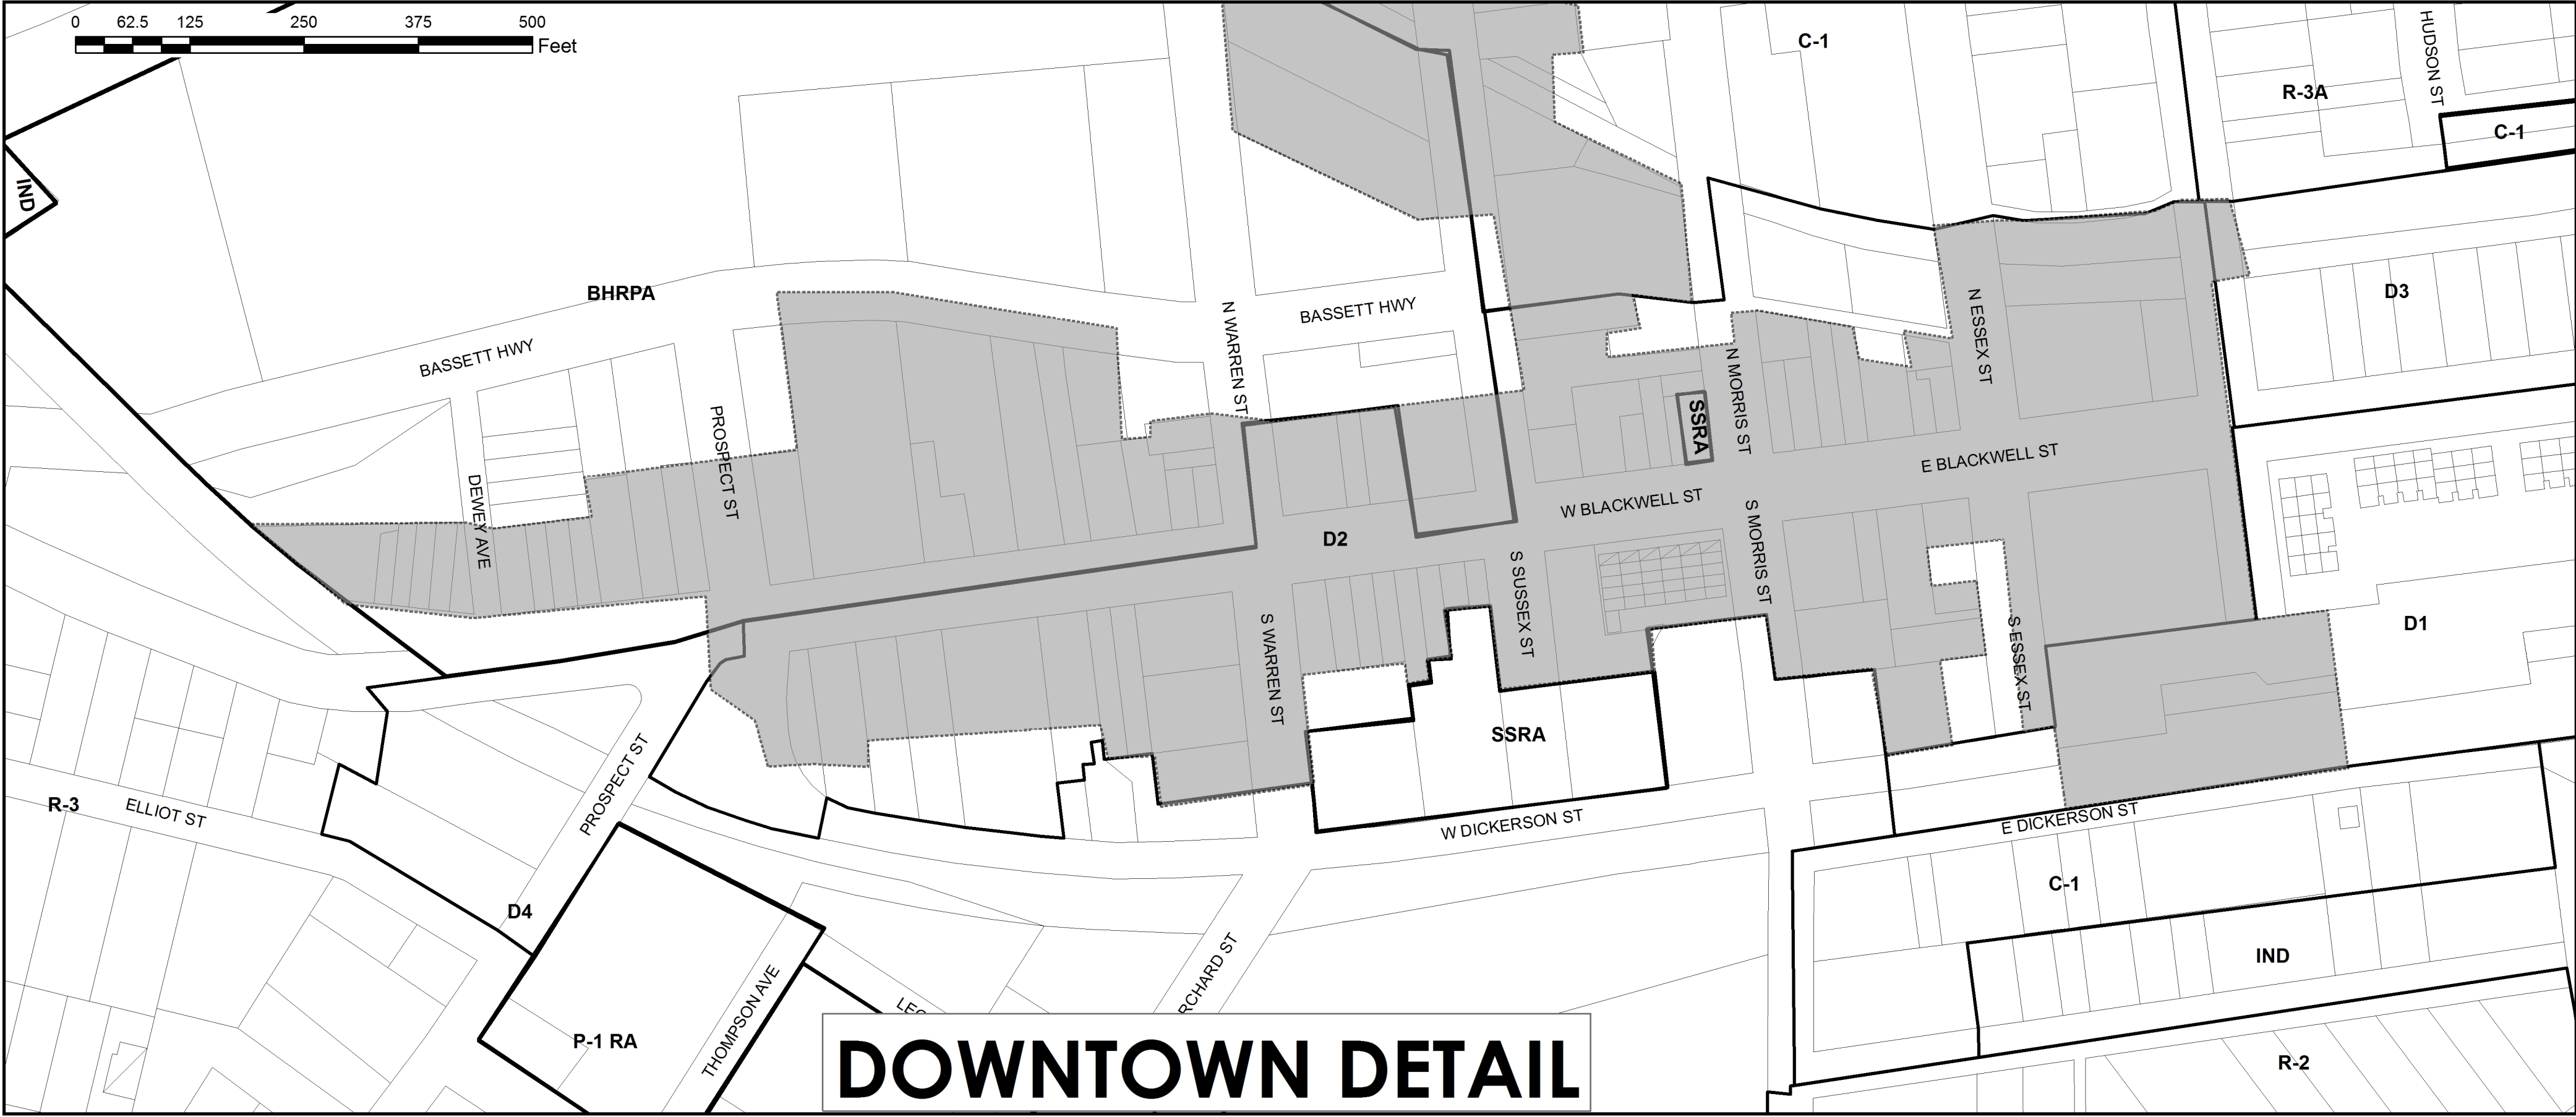 0 62.5 125 250 375 500
Feet
C-1
HUDSON ST
R-3A
C-1
IND
BHRPA
BASSETT HWY
BASSETT HWY
N WARREN ST
N ESSEX ST
D3
N MORRIS ST
SSRA
PROSPECT ST
DEWEY AVE
E BLACKWELL ST
W BLACKWELL ST
D2
S MORRIS ST
S SUSSEX ST
S WARREN ST
S ESSEX ST
D1
SSRA
PROSPECT ST
R-3
ELLIOT ST
W DICKERSON ST
E DICKERSON ST
C-1
D4
IND
RCHARD ST
THOMPSON AVE
P-1 RA
R-2
DOWNTOWN DETAIL